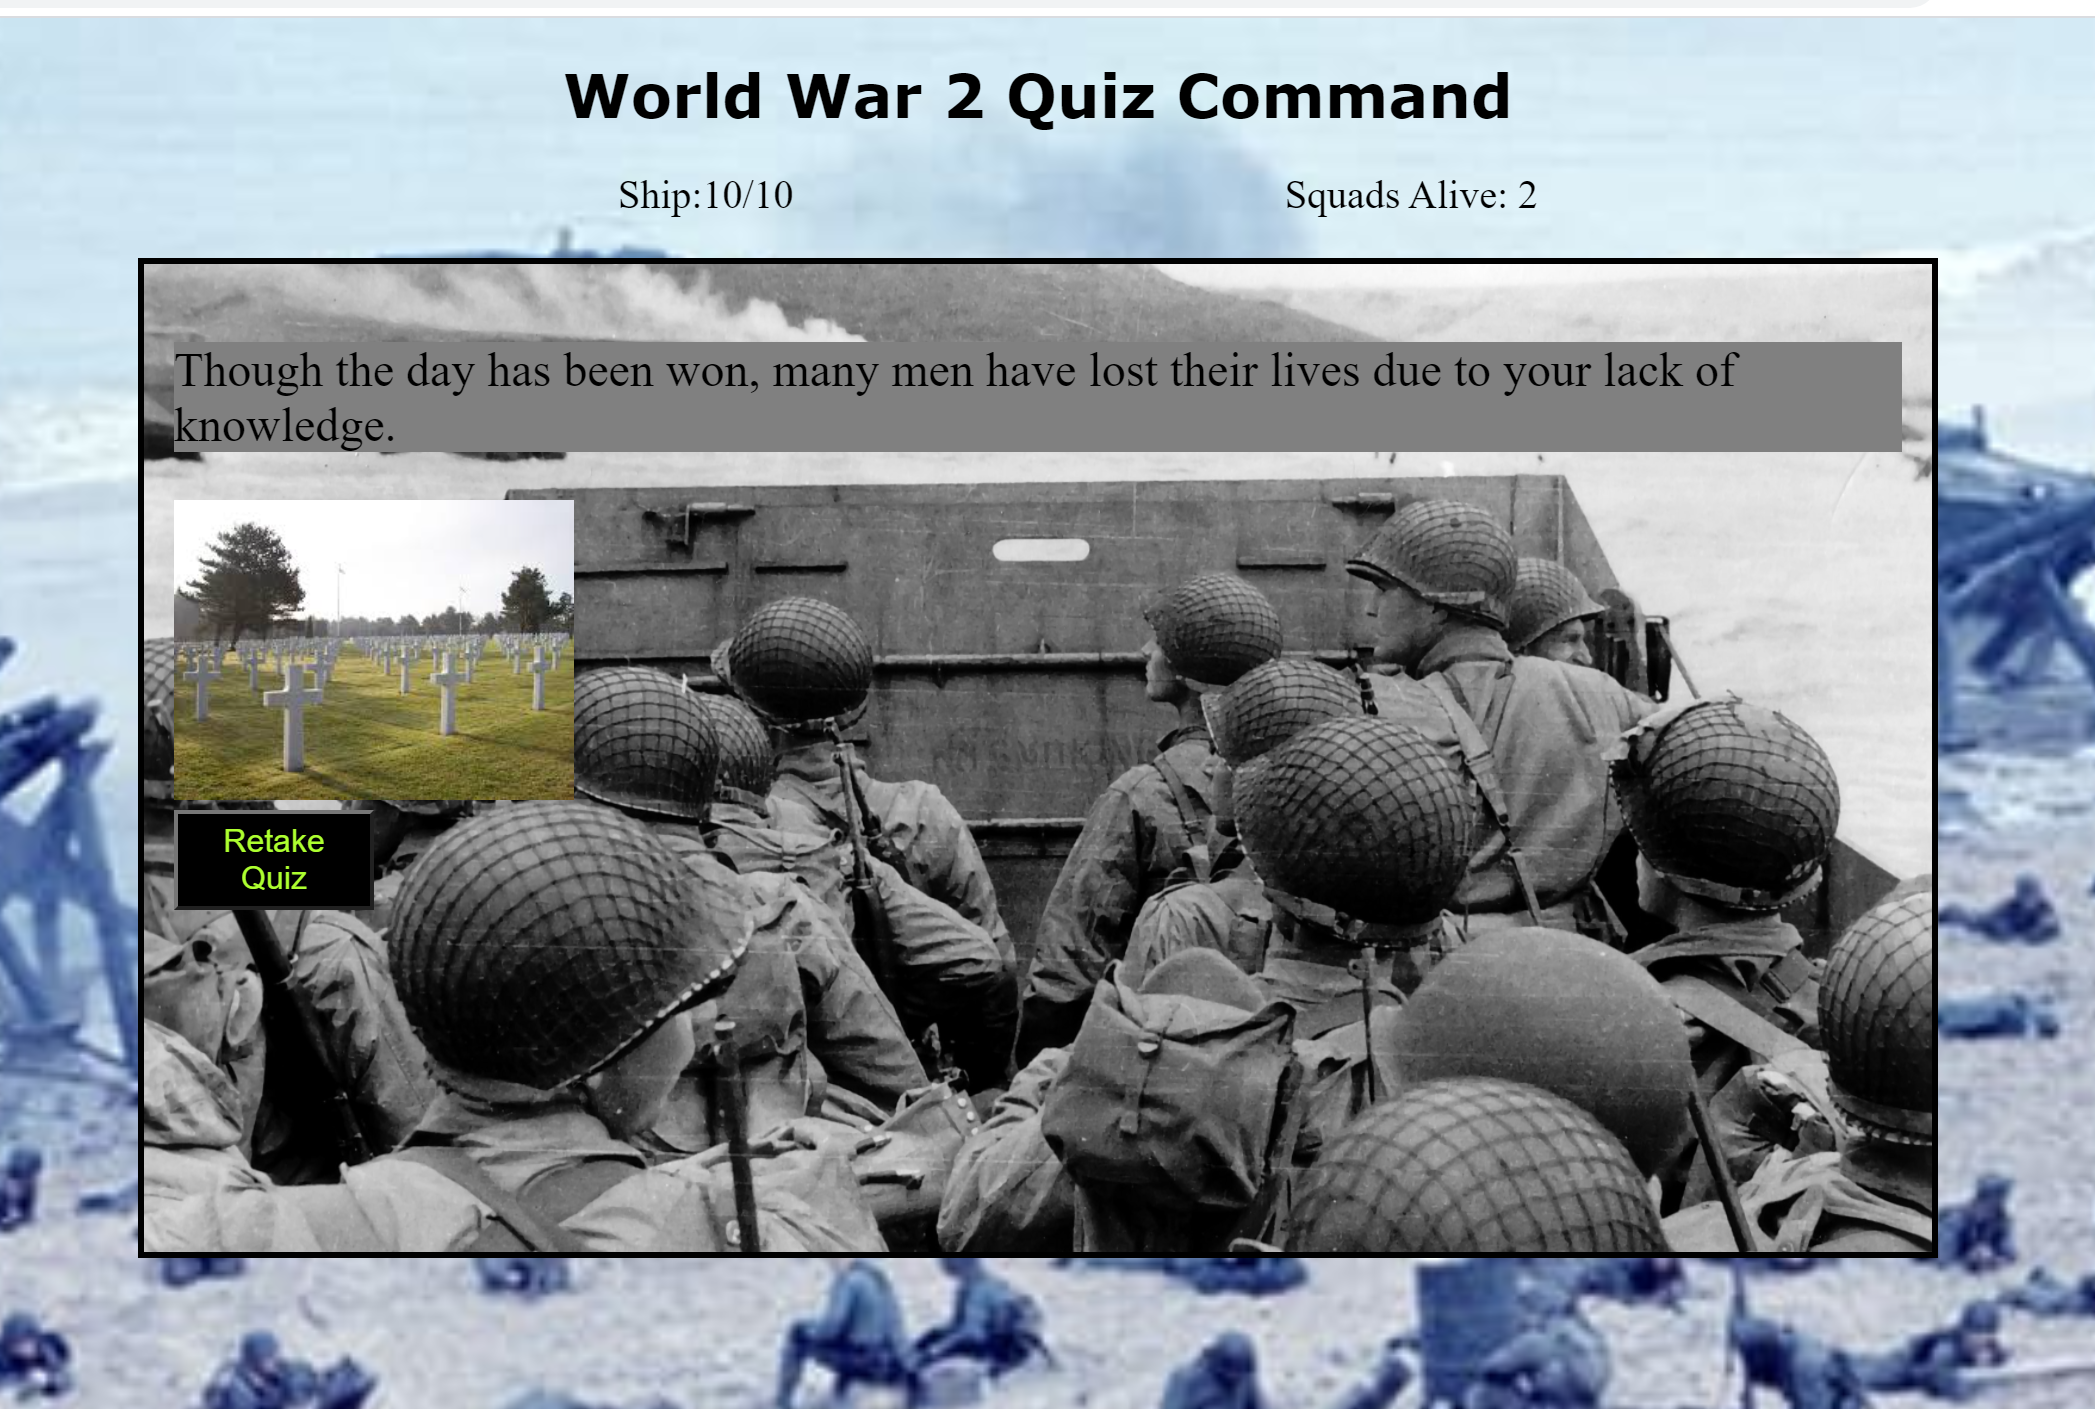 World War 2 Quiz Command
Ship:10/10
Squads Alive: 2
Though the day has been won, many men have lost their lives due to your lack of
knowledge.
Retake
Quiz